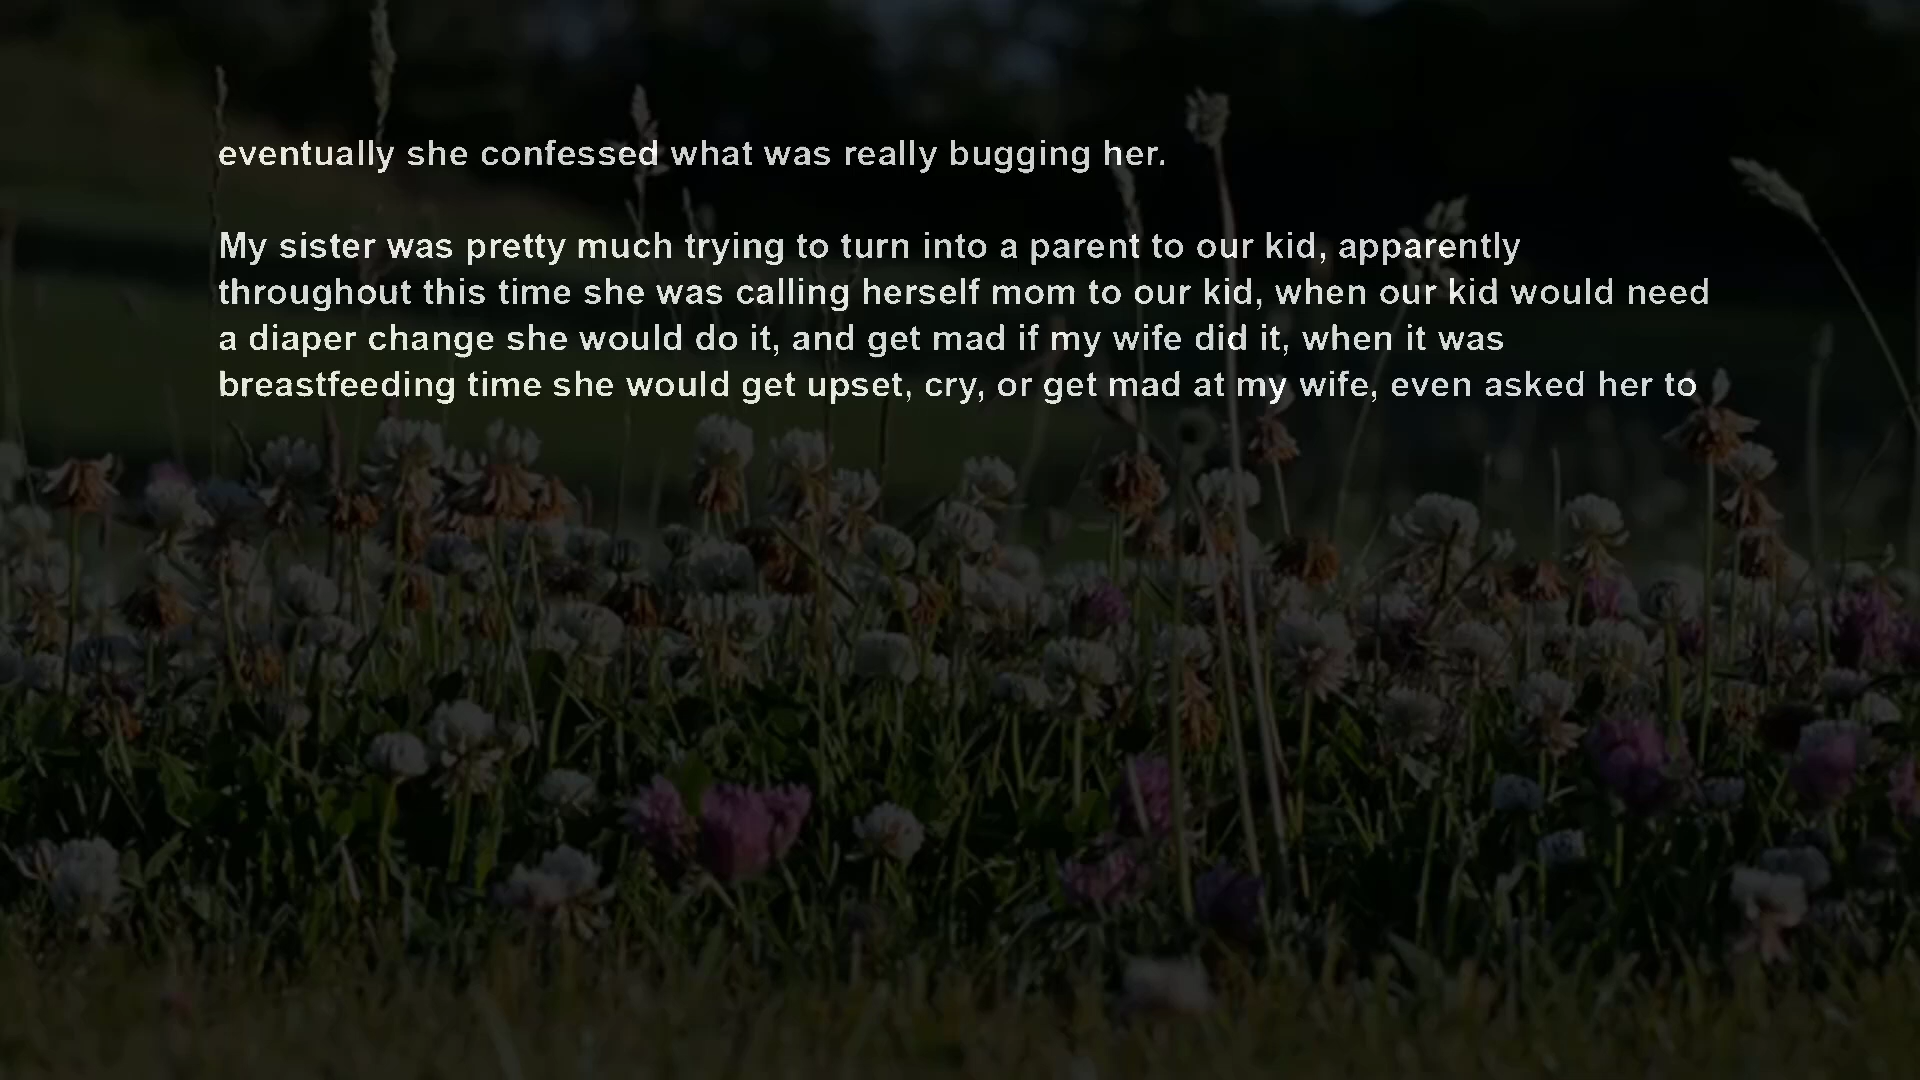 eventually she confessed what was really bugging her.
My sister was pretty much trying to turn into a parent to our kid, apparently
throughout this time she was calling herself mom to our kid, when our kid would need
a diaper change she would do it, and get mad if my wife did it, when it was
breastfeeding time she would get upset, cry, or get mad at my wife, even asked her to